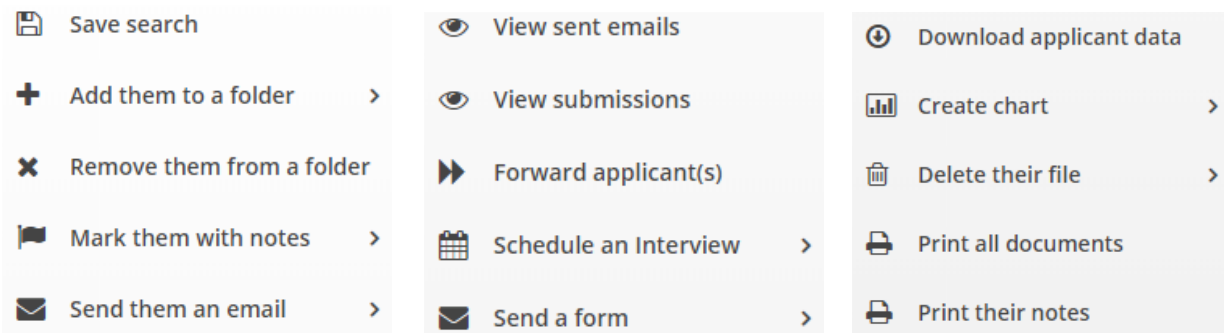 Save search
Add them to a folder
Remove them from a folder
Mark them with notes
Send them an email
View sent emails
View submissions
Forward applicant(s)
Schedule an Interview
Send a form
Download applicant data
Create chart
Delete their file
Print all documents
Print their notes